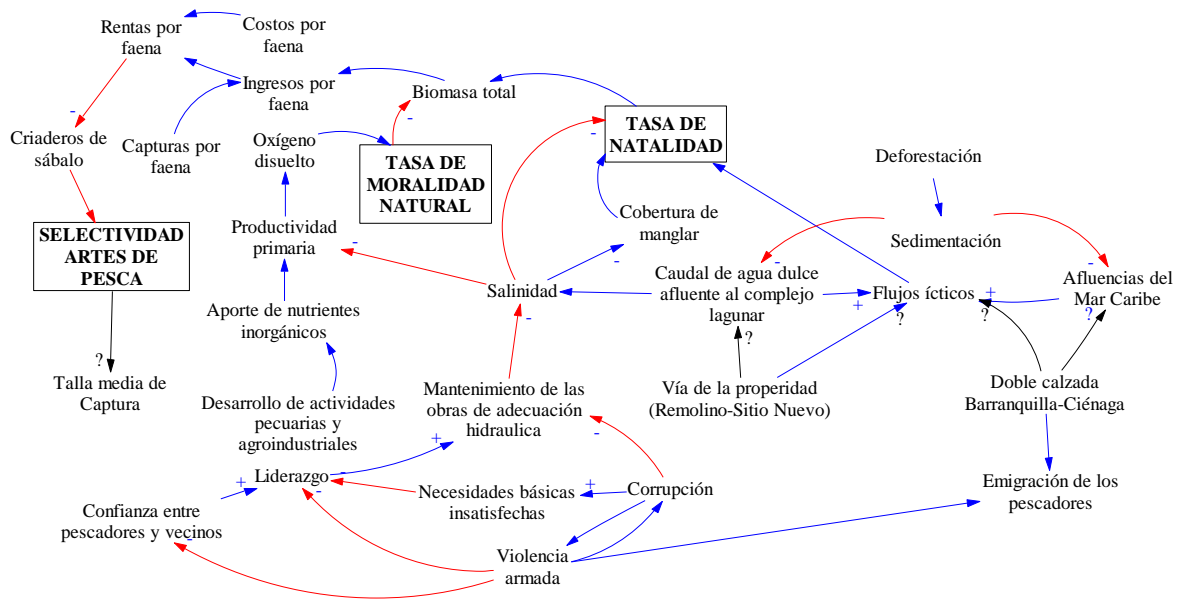 Rentas por
faena
Costos por
faena
Ingresos por
faena
Biomasa total
-
-
-
Criaderos de
sábalo
Capturas por
faena
Oxígeno
disuelto
TASA DE
MORALIDAD
NATURAL
TASA DE
NATALIDAD
Deforestación
SELECTIVIDAD
ARTES DE
PESCA
Productividad
primaria
-
Cobertura de
manglar
-
Sedimentación
-
-
Salinidad
-
Caudal de agua dulce
afluente al complejo
lagunar
+
Flujos ícticos
+
Afluencias del
Mar Caribe
?
?
?
?
Aporte de nutrientes
inorgánicos
?
Talla media de
Captura
Desarrollo de actividades
pecuarias y
agroindustriales
Mantenimiento de las
obras de adecuación
hidraulica
-
Vía de la properidad
(Remolino-Sitio Nuevo)
Doble calzada
Barranquilla-Ciénaga
+
Liderazgo
-
-
+
Necesidades básicas
insatisfechas
+
Corrupción
Emigración de los
pescadores
Confianza entre
pescadores y vecinos
-
Violencia
armada